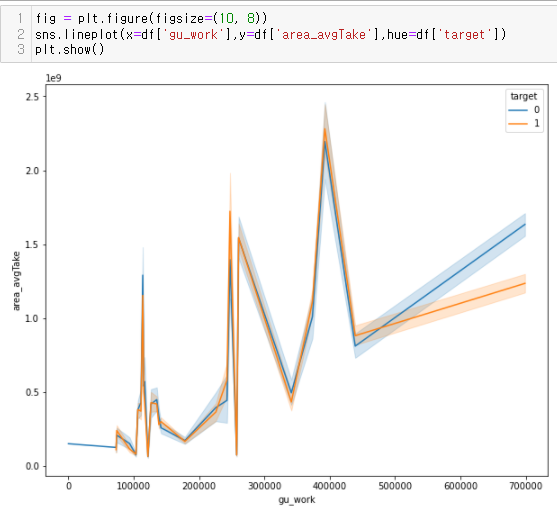 1 fig = plt.figure(figsize=(10, 8))
2 sns.lineplot(x=df['gu_work'],y=df['area_avgTake'],hue=df['target'])
3 plt.show()
1e9
target
0
1
2.5
2.0
1.5
1.0
0.5
0.0
area_avgTake
0 100000 200000 300000 400000 500000 600000 700000
gu_work